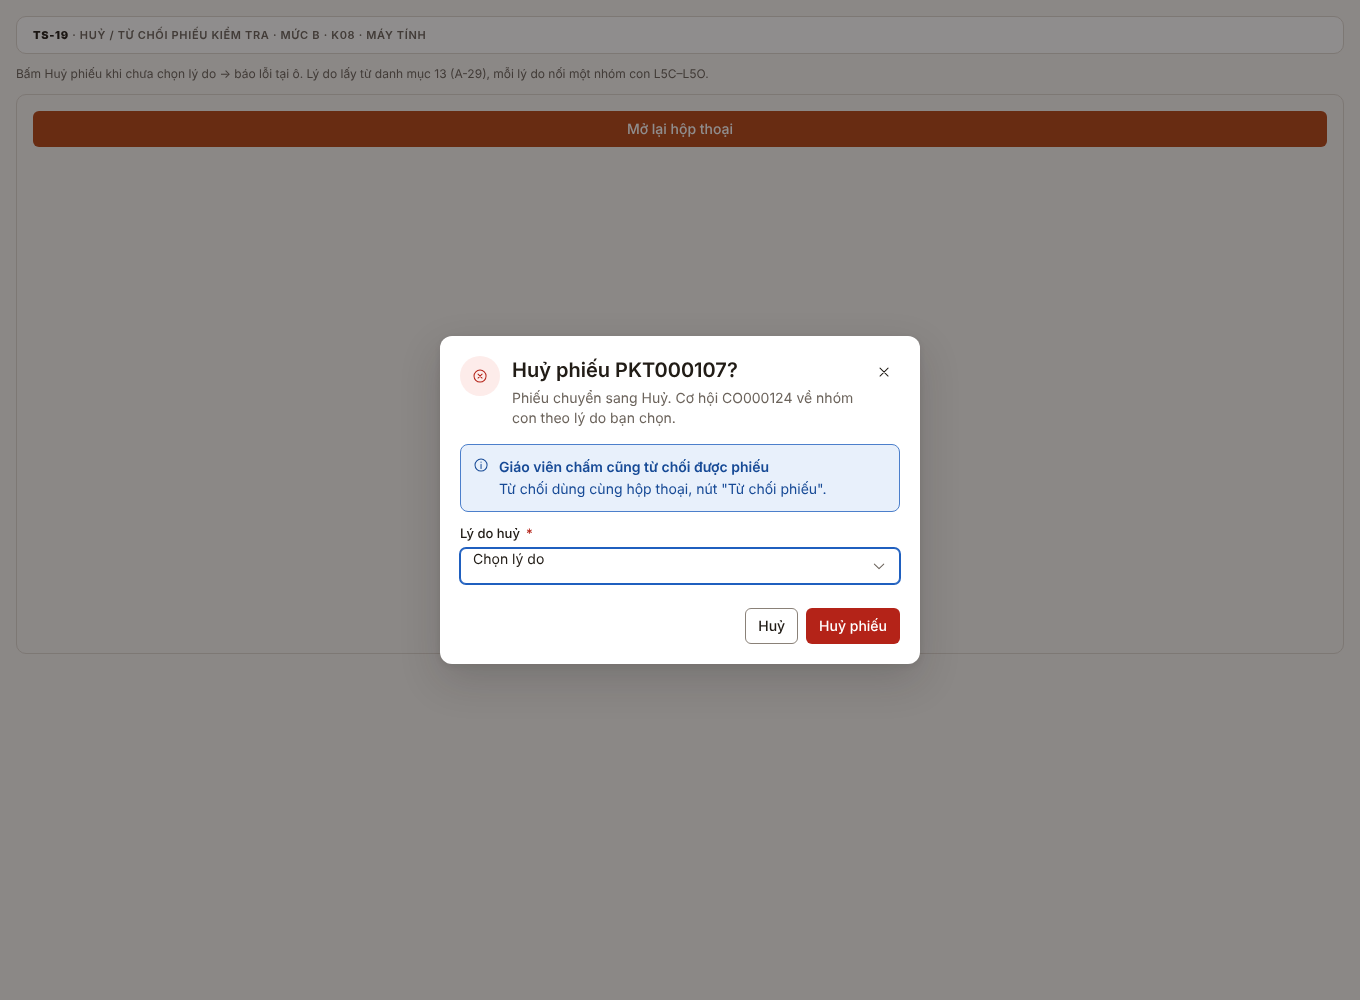 TS-19 · HUỶ / TỪ CHỐI PHIẾU KIỂM TRA · MỨC B · K08 · MÁY TÍNH
Bấm Huỷ phiếu khi chưa chọn lý do → báo lỗi tại ô. Lý do lấy từ danh mục 13 (A-29), mỗi lý do nối một nhóm con L5C–L5O.
Mở lại hộp thoại
Huỷ phiếu PKT000107?
Phiếu chuyển sang Huỷ. Cơ hội CO000124 về nhóm
con theo lý do bạn chọn.
Giáo viên chấm cũng từ chối được phiếu
Từ chối dùng cùng hộp thoại, nút "Từ chối phiếu".
Lý do huỷ *
Chọn lý do
Huỷ
Huỷ phiếu